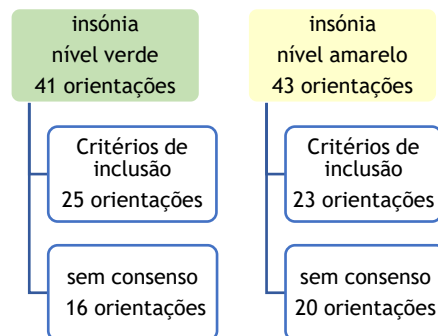 insónia
nível verde
41 orientações
Critérios de
inclusão
25 orientações
sem consenso
16 orientações
insónia
nível amarelo
43 orientações
Critérios de
inclusão
23 orientações
sem consenso
20 orientações